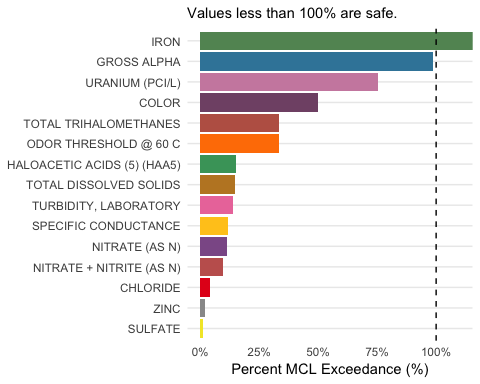 Values less than 100% are safe.
IRON
GROSS ALPHA
URANIUM (PCI/L)
COLOR
TOTAL TRIHALOMETHANES
ODOR THRESHOLD @ 60 C
HALOACETIC ACIDS (5) (HAA5)
TOTAL DISSOLVED SOLIDS
TURBIDITY, LABORATORY
SPECIFIC CONDUCTANCE
NITRATE (AS N)
NITRATE + NITRITE (AS N)
CHLORIDE
ZINC
SULFATE
0% 25% 50% 75% 100%
Percent MCL Exceedance (%)